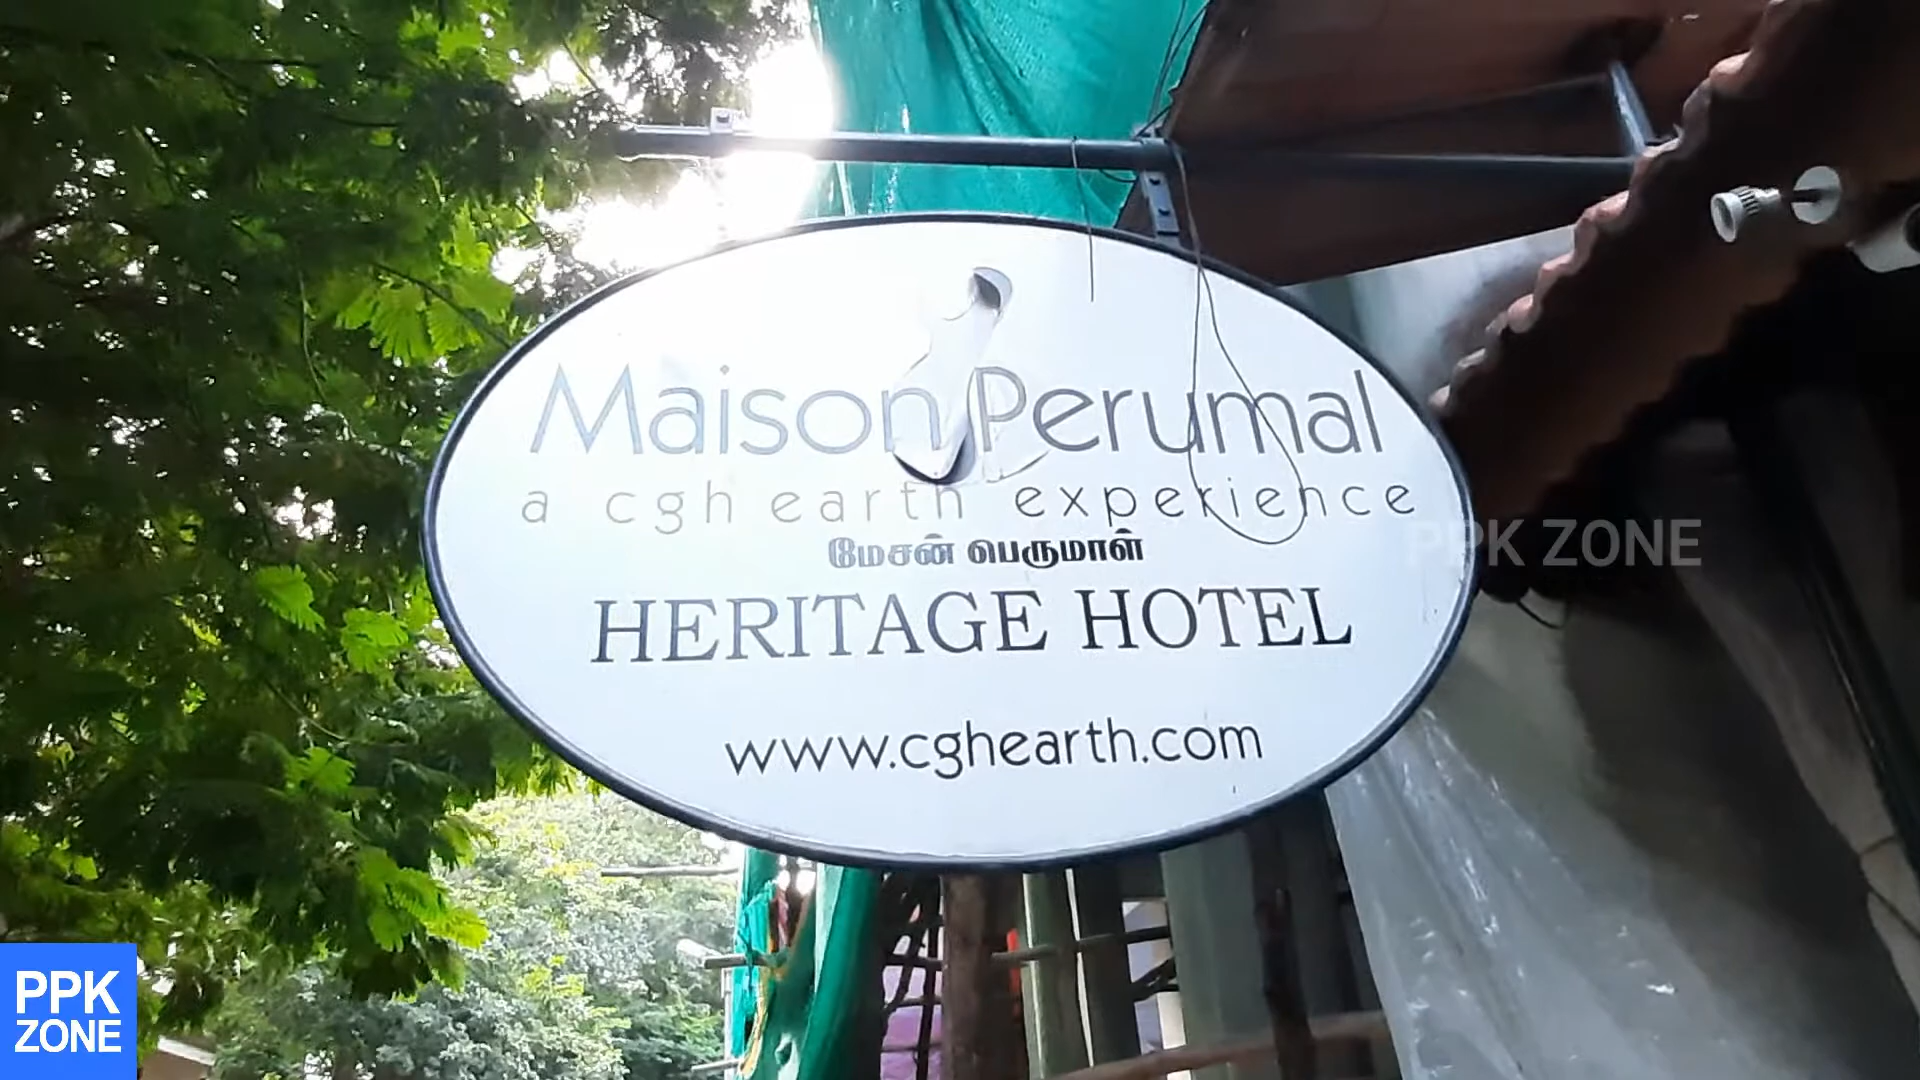 Maison Perumal
a cgh earth experience
மேசன் பெருமாள்
HERITAGE HOTEL
www.cghearth.com
PPK ZONE
PPK
ZONE